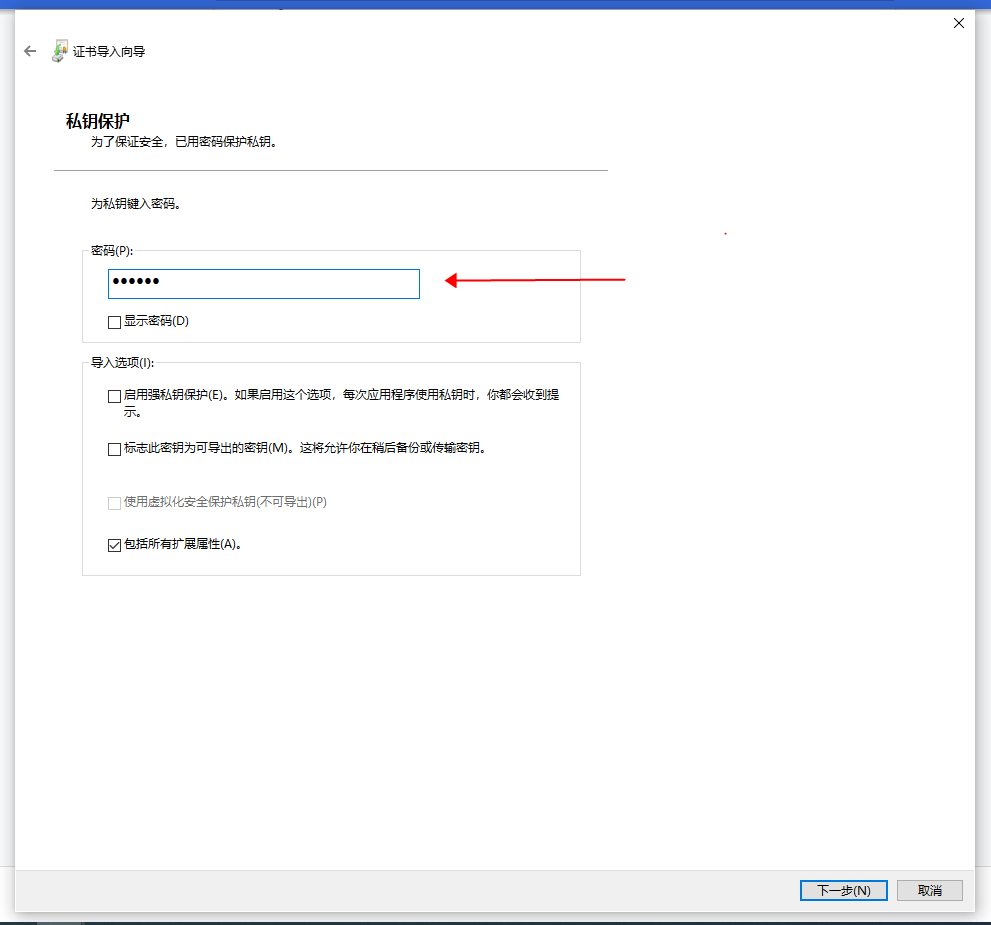 证书导入向导
私钥保护
为了保证安全，已用密码保护私钥。
为私钥键入密码。
密码(P):
••••••
显示密码(D)
导入选项(I):
启用强私钥保护(E)。如果启用这个选项，每次应用程序使用私钥时，你都会收到提
示。
标志此密钥为可导出的密钥(M)。这将允许你在稍后备份或传输密钥。
使用虚拟化安全保护私钥(不可导出)(P)
包括所有扩展属性(A)。
下一步(N)
取消